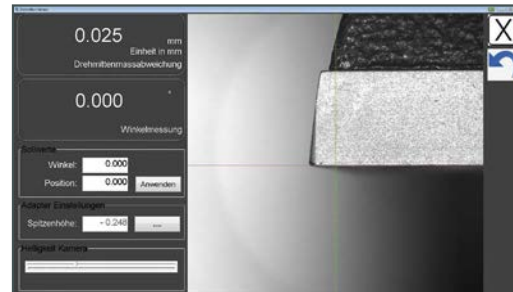 0.025
mm
Einheit in mm
Drehmittenmassabweichung
0.000
°
Winkelmessung
Sollwerte
Winkel: 0.000
Position: 0.000 Anwenden
Adapter Einstellungen
Spitzenhöhe: -0.248 ...
Helligkeit Kamera
X